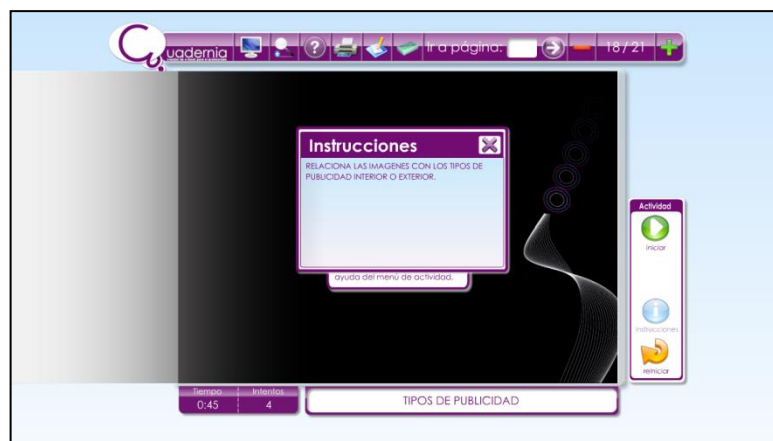 uadernia
Ir a página:
18 / 21
Instrucciones
RELACIONA LAS IMAGENES CON LOS TIPOS DE
PUBLICIDAD INTERIOR O EXTERIOR.
ayuda del menú de actividad.
Actividad
iniciar
instrucciones
reiniciar
Tiempo
Intentos
0:45
4
TIPOS DE PUBLICIDAD